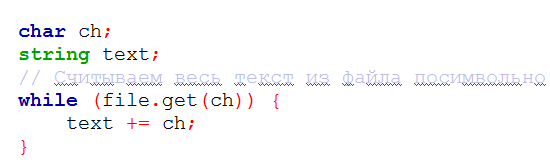 char ch;
string text;
// Считываем весь текст из файла посимвольно
while (file.get(ch)) {
    text += ch;
}